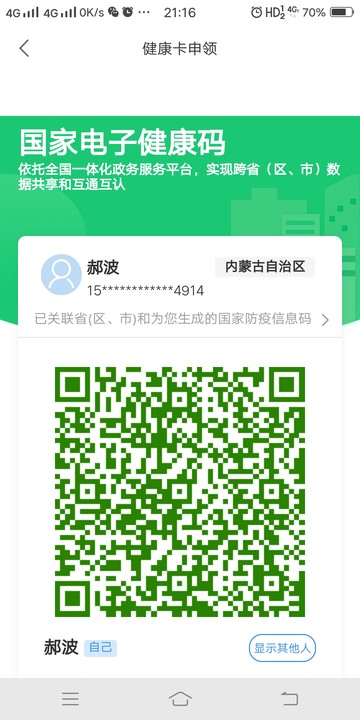 4G 4G 0K/s ··· 21:16 HD 1 2 4G 70%
健康卡申领
国家电子健康码
依托全国一体化政务服务平台，实现跨省（区、市）数
据共享和互通互认
郝波 内蒙古自治区
15************4914
已关联省(区、市)和为您生成的国家防疫信息码
郝波 自己 显示其他人